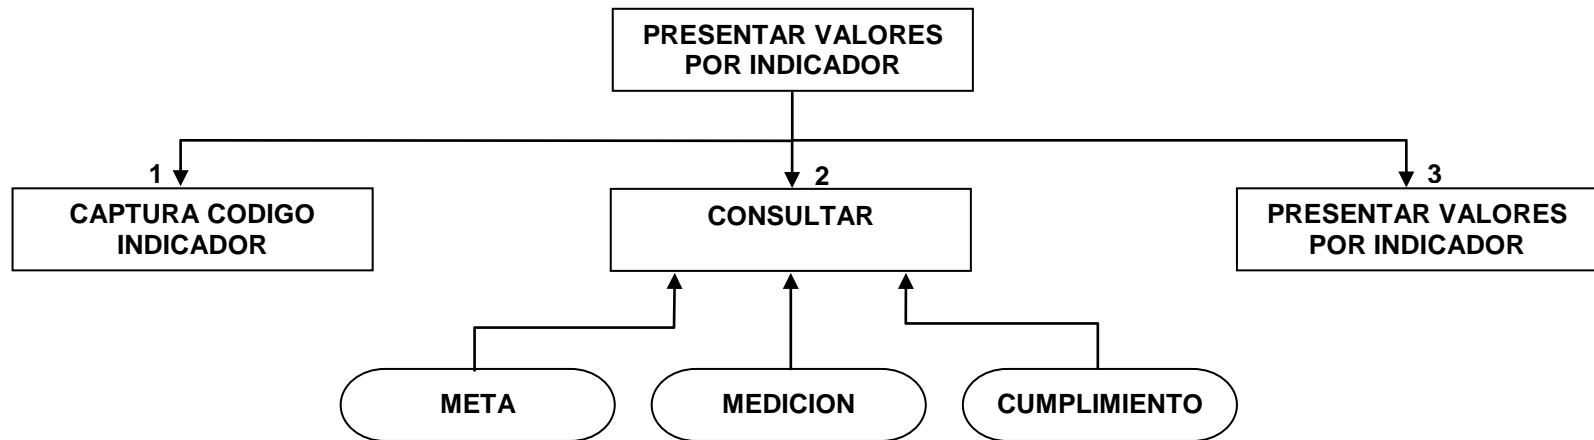 PRESENTAR VALORES
POR INDICADOR
1
2
3
CAPTURA CODIGO
INDICADOR
CONSULTAR
PRESENTAR VALORES
POR INDICADOR
META
MEDICION
CUMPLIMIENTO